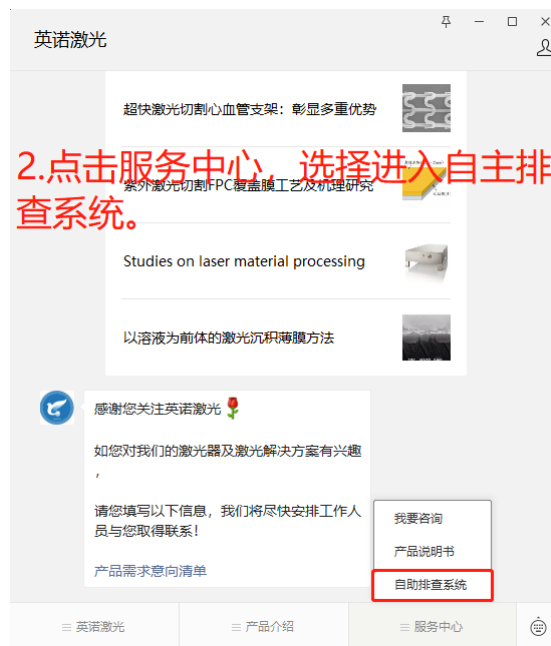 英诺激光
超快激光切割心血管支架：彰显多重优势
2.点击服务中心，选择进入自主排
查系统。
紫外激光切割FPC覆盖膜工艺及机理研究
Studies on laser material processing
以溶液为前体的激光沉积薄膜方法
感谢您关注英诺激光
如您对我们的激光器及激光解决方案有兴趣
，
请您填写以下信息，我们将尽快安排工作人
员与您取得联系！
产品需求意向清单
我要咨询
产品说明书
自助排查系统
英诺激光
产品介绍
服务中心